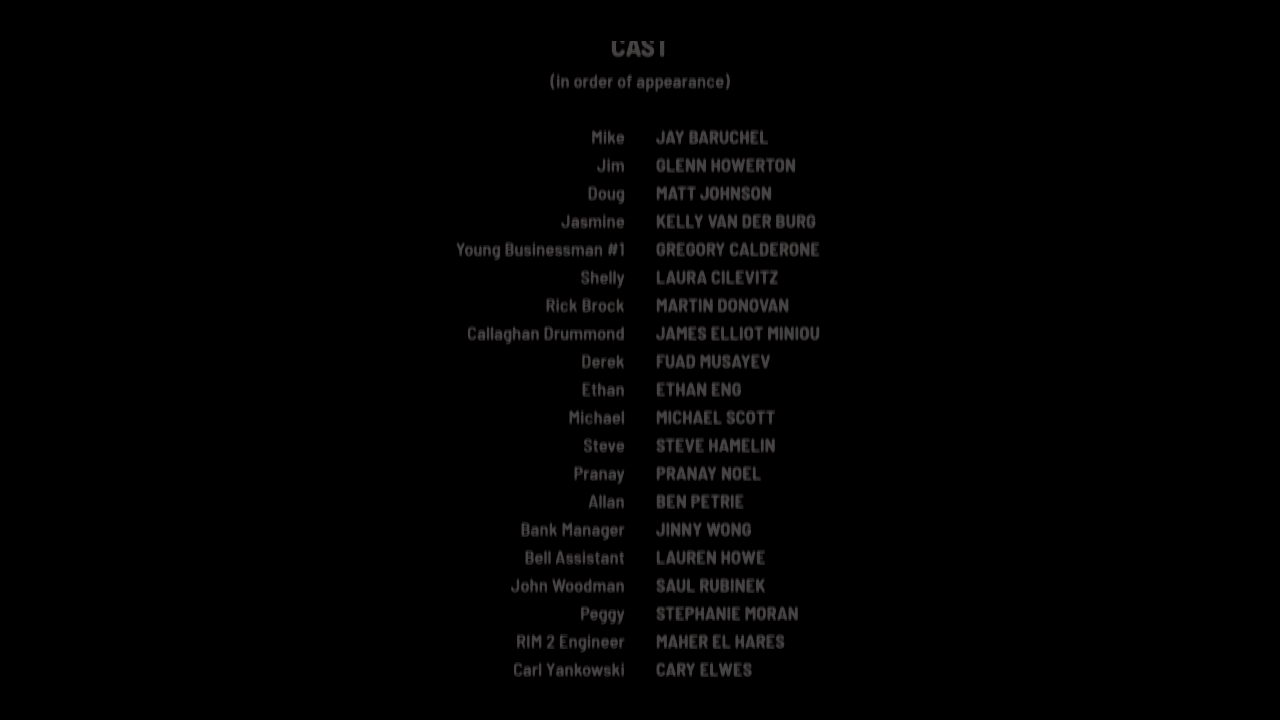 CAST
(in order of appearance)
Mike JAY BARUCHEL
Jim GLENN HOWERTON
Doug MATT JOHNSON
Jasmine KELLY VAN DER BURG
Young Businessman #1 GREGORY CALDERONE
Shelly LAURA CILEVITZ
Rick Brock MARTIN DONOVAN
Callaghan Drummond JAMES ELLIOT MINIOU
Derek FUAD MUSAYEV
Ethan ETHAN ENG
Michael MICHAEL SCOTT
Steve STEVE HAMELIN
Pranay PRANAY NOEL
Allan BEN PETRIE
Bank Manager JINNY WONG
Bell Assistant LAUREN HOWE
John Woodman SAUL RUBINEK
Peggy STEPHANIE MORAN
RIM 2 Engineer MAHER EL HARES
Carl Yankowski CARY ELWES